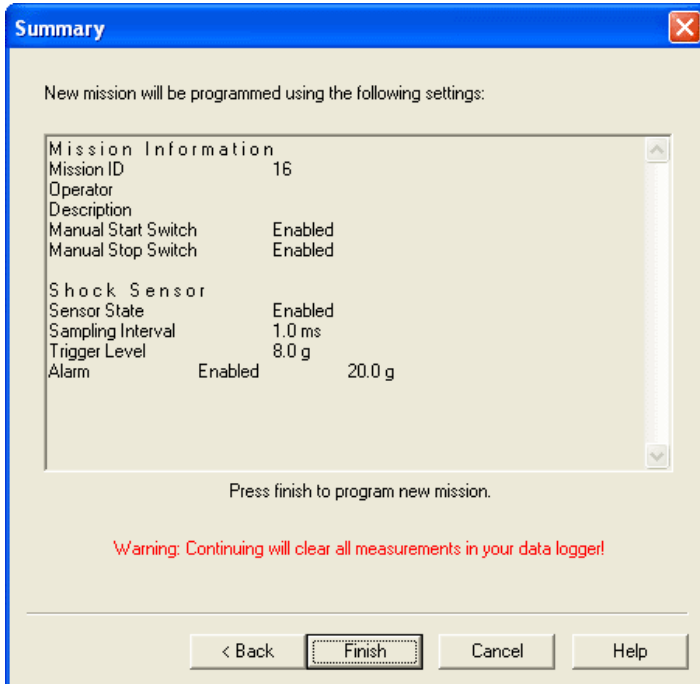 Summary
New mission will be programmed using the following settings:
Mission Information
Mission ID 16
Operator
Description
Manual Start Switch Enabled
Manual Stop Switch Enabled
Shock Sensor
Sensor State Enabled
Sampling Interval 1.0 ms
Trigger Level 8.0 g
Alarm Enabled 20.0 g
Press finish to program new mission.
Warning: Continuing will clear all measurements in your data logger!
< Back Finish Cancel Help